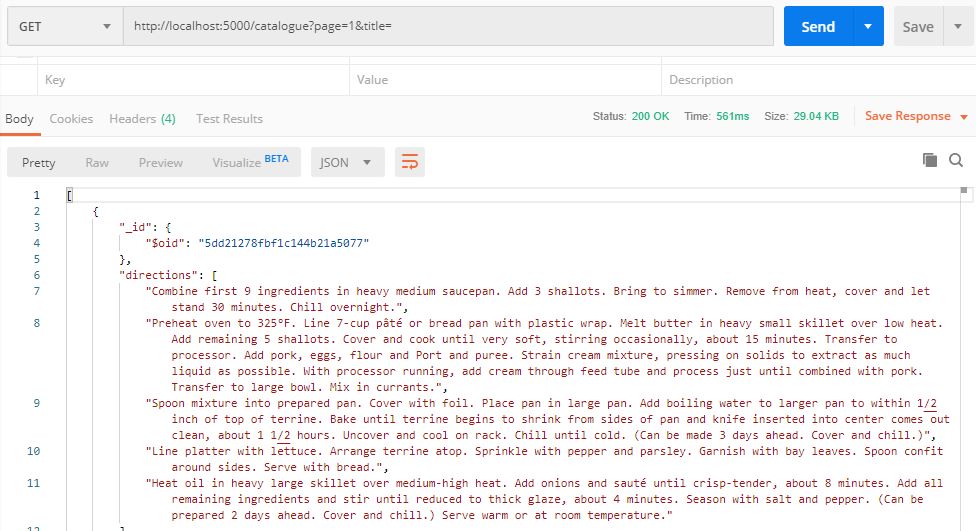 GET http://localhost:5000/catalogue?page=1&title= Send Save
Key Value Description
Body Cookies Headers (4) Test Results Status: 200 OK Time: 561ms Size: 29.04 KB Save Response
Pretty Raw Preview Visualize BETA JSON
1 [
2 {
3 "_id": {
4 "$oid": "5dd21278fbf1c144b21a5077"
5 },
6 "directions": [
7 "Combine first 9 ingredients in heavy medium saucepan. Add 3 shallots. Bring to simmer. Remove from heat, cover and let
stand 30 minutes. Chill overnight.",
8 "Preheat oven to 325°F. Line 7-cup pâté or bread pan with plastic wrap. Melt butter in heavy small skillet over low heat.
Add remaining 5 shallots. Cover and cook until very soft, stirring occasionally, about 15 minutes. Transfer to
processor. Add pork, eggs, flour and Port and puree. Strain cream mixture, pressing on solids to extract as much
liquid as possible. With processor running, add cream through feed tube and process just until combined with pork.
Transfer to large bowl. Mix in currants.",
9 "Spoon mixture into prepared pan. Cover with foil. Place pan in large pan. Add boiling water to larger pan to within 1/2
inch of top of terrine. Bake until terrine begins to shrink from sides of pan and knife inserted into center comes out
clean, about 1 1/2 hours. Uncover and cool on rack. Chill until cold. (Can be made 3 days ahead. Cover and chill.)",
10 "Line platter with lettuce. Arrange terrine atop. Sprinkle with pepper and parsley. Garnish with bay leaves. Spoon confit
around sides. Serve with bread.",
11 "Heat oil in heavy large skillet over medium-high heat. Add onions and sauté until crisp-tender, about 8 minutes. Add all
remaining ingredients and stir until reduced to thick glaze, about 4 minutes. Season with salt and pepper. (Can be
prepared 2 days ahead. Cover and chill.) Serve warm or at room temperature."